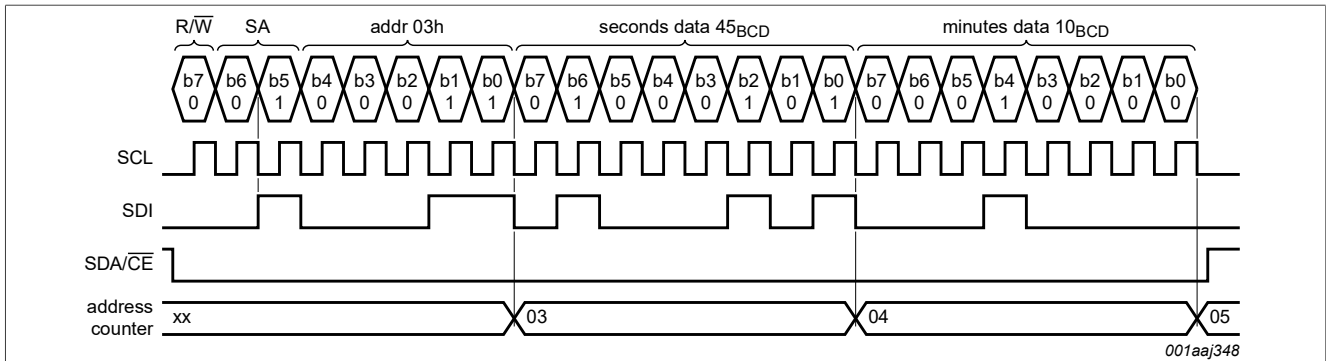 R/W SA addr 03h seconds data 45BCD minutes data 10BCD
b7 b6 b5 b4 b3 b2 b1 b0 b7 b6 b5 b4 b3 b2 b1 b0 b7 b6 b5 b4 b3 b2 b1 b0
0 0 1 0 0 0 1 1 0 1 0 0 0 1 0 1 0 0 0 1 0 0 0 0
SCL
SDI
SDA/CE
address
counter
xx 03 04 05
001aaj348